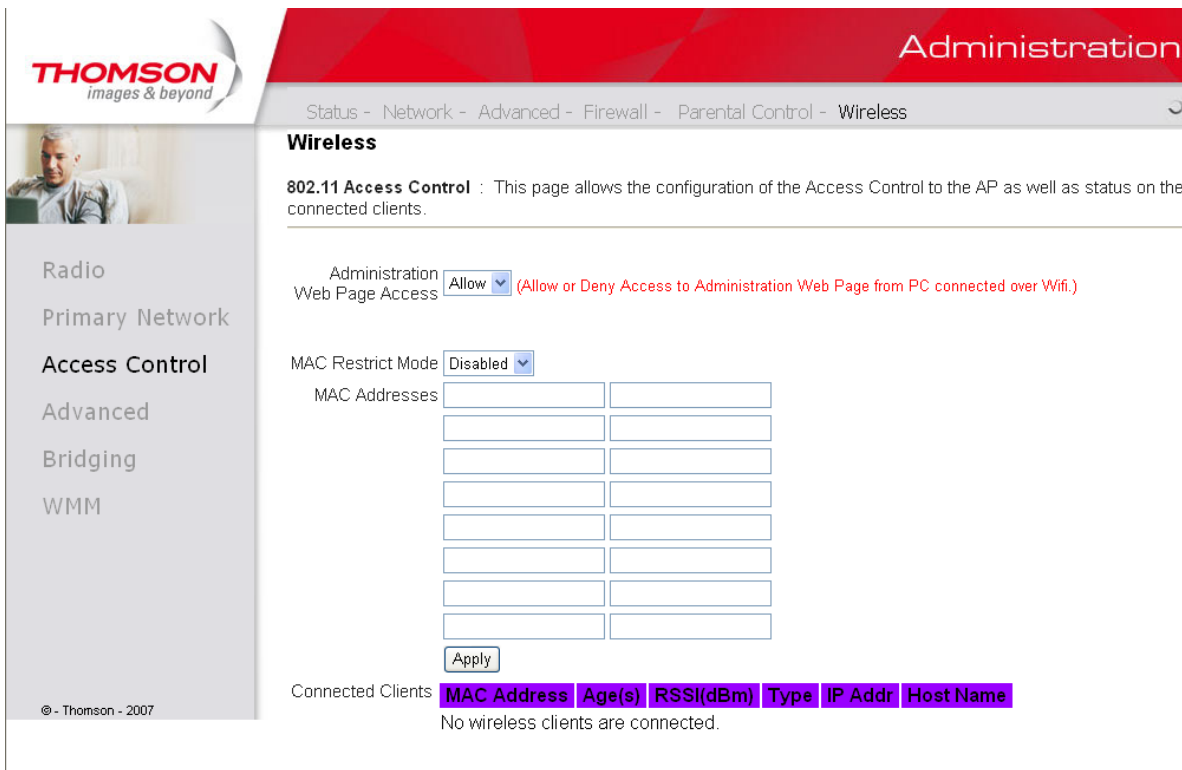 THOMSON
images & beyond
Administration
Status - Network - Advanced - Firewall - Parental Control - Wireless
Wireless
802.11 Access Control : This page allows the configuration of the Access Control to the AP as well as status on the
connected clients.
Radio
Primary Network
Access Control
Advanced
Bridging
WMM
© - Thomson - 2007
Administration
Web Page Access Allow (Allow or Deny Access to Administration Web Page from PC connected over Wifi.)
MAC Restrict Mode Disabled
MAC Addresses
Apply
Connected Clients MAC Address Age(s) RSSI(dBm) Type IP Addr Host Name
No wireless clients are connected.